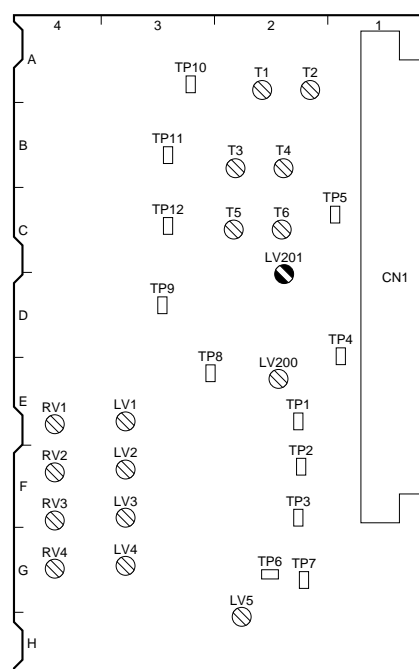 4 3 2 1
A
TP10 T1 T2
B
TP11 T3 T4
TP12 T5 T6 TP5
C
LV201
CN1
TP9
D
TP8 LV200 TP4
E
RV1 LV1 TP1
RV2 LV2 TP2
F
RV3 LV3 TP3
RV4 LV4
G
TP6 TP7
LV5
H